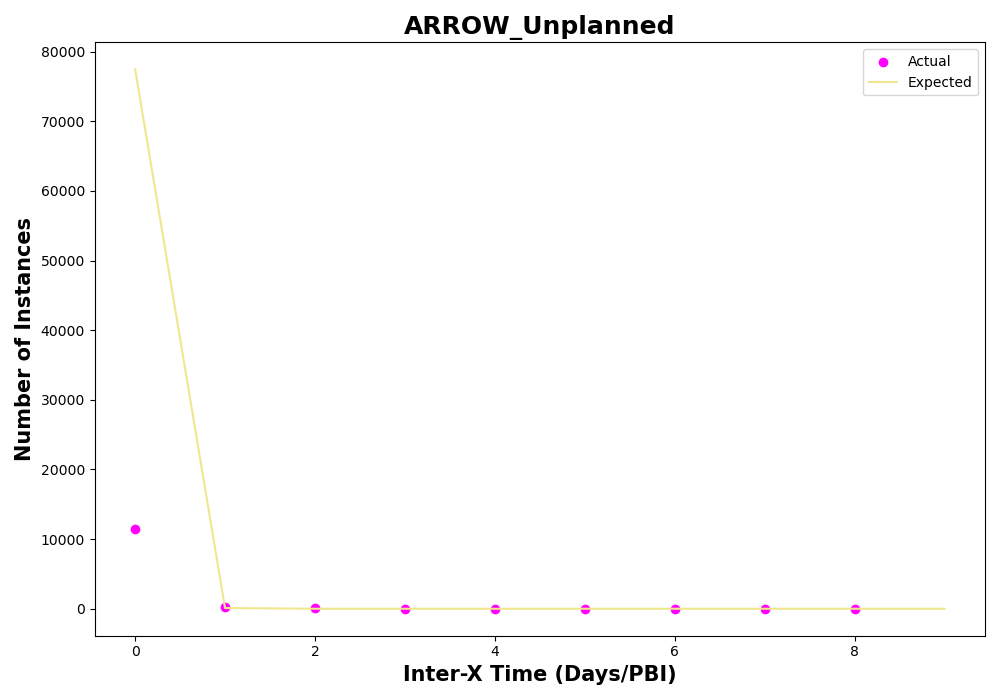 ARROW_Unplanned
Number of Instances
80000
70000
60000
50000
40000
30000
20000
10000
0
Actual
Expected
0 2 4 6 8
Inter-X Time (Days/PBI)